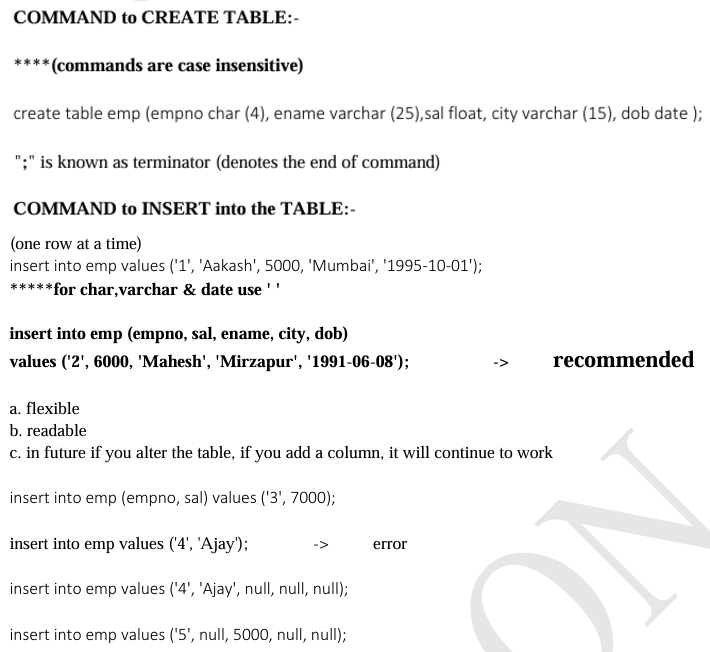 COMMAND to CREATE TABLE:-
****(commands are case insensitive)
create table emp (empno char (4), ename varchar (25),sal float, city varchar (15), dob date );
";" is known as terminator (denotes the end of command)
COMMAND to INSERT into the TABLE:-
(one row at a time)
insert into emp values ('1', 'Aakash', 5000, 'Mumbai', '1995-10-01');
*****for char,varchar & date use ' '
insert into emp (empno, sal, ename, city, dob)
values ('2', 6000, 'Mahesh', 'Mirzapur', '1991-06-08'); -> recommended
a. flexible
b. readable
c. in future if you alter the table, if you add a column, it will continue to work
insert into emp (empno, sal) values ('3', 7000);
insert into emp values ('4', 'Ajay'); -> error
insert into emp values ('4', 'Ajay', null, null, null);
insert into emp values ('5', null, 5000, null, null);
ON